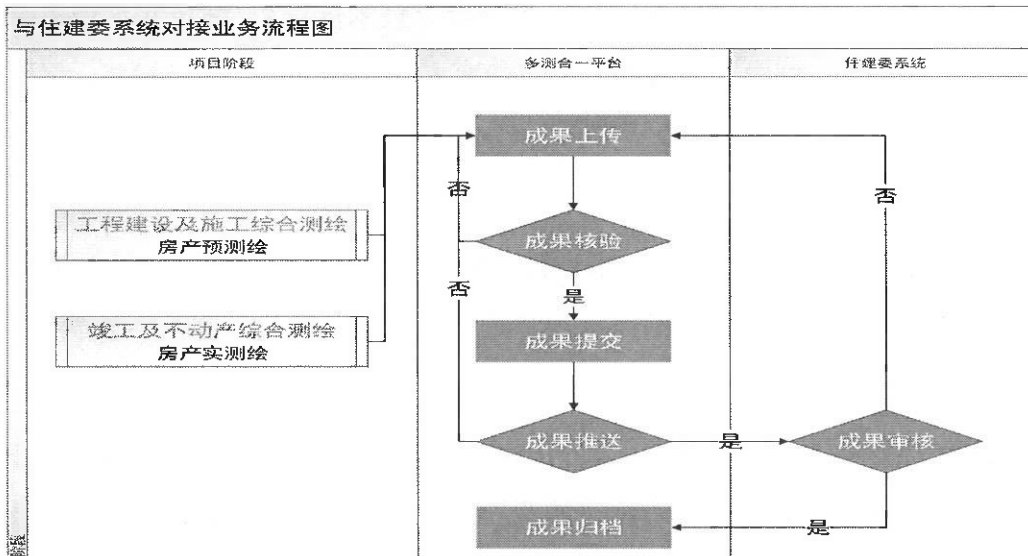 与住建委系统对接业务流程图
项目阶段
多测合一平台
住建委系统
成果上传
否
否
工程建设及施工综合测绘
房产预测绘
成果核验
否
是
竣工及不动产综合测绘
房产实测绘
成果提交
成果推送
是
成果审核
成果归档
是
阶段